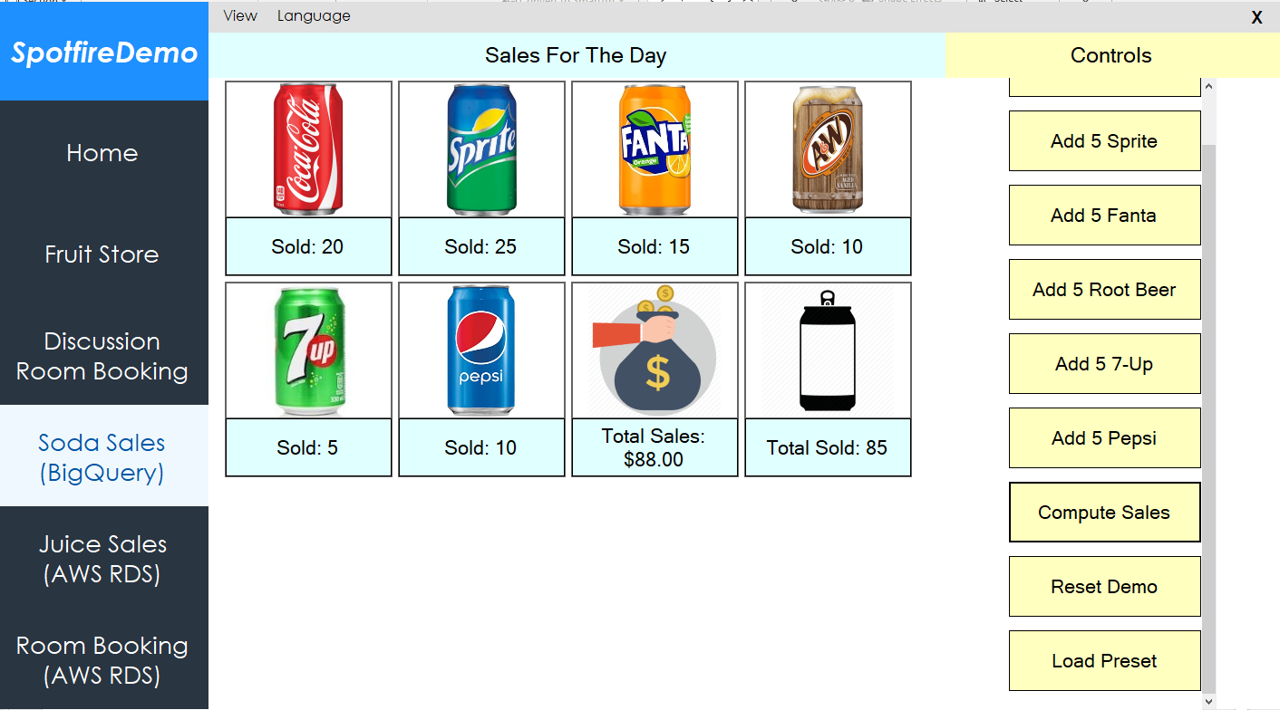 View Language X
SpotfireDemo
Sales For The Day
Controls
Home
Fruit Store
Discussion
Room Booking
Soda Sales
(BigQuery)
Juice Sales
(AWS RDS)
Room Booking
(AWS RDS)
Coca-Cola
Sprite
FANTA
Orange
A&W
AGED
VANILLA
Sold: 20
Sold: 25
Sold: 15
Sold: 10
7up
pepsi
$
Sold: 5
Sold: 10
Total Sales:
$88.00
Total Sold: 85
Add 5 Sprite
Add 5 Fanta
Add 5 Root Beer
Add 5 7-Up
Add 5 Pepsi
Compute Sales
Reset Demo
Load Preset